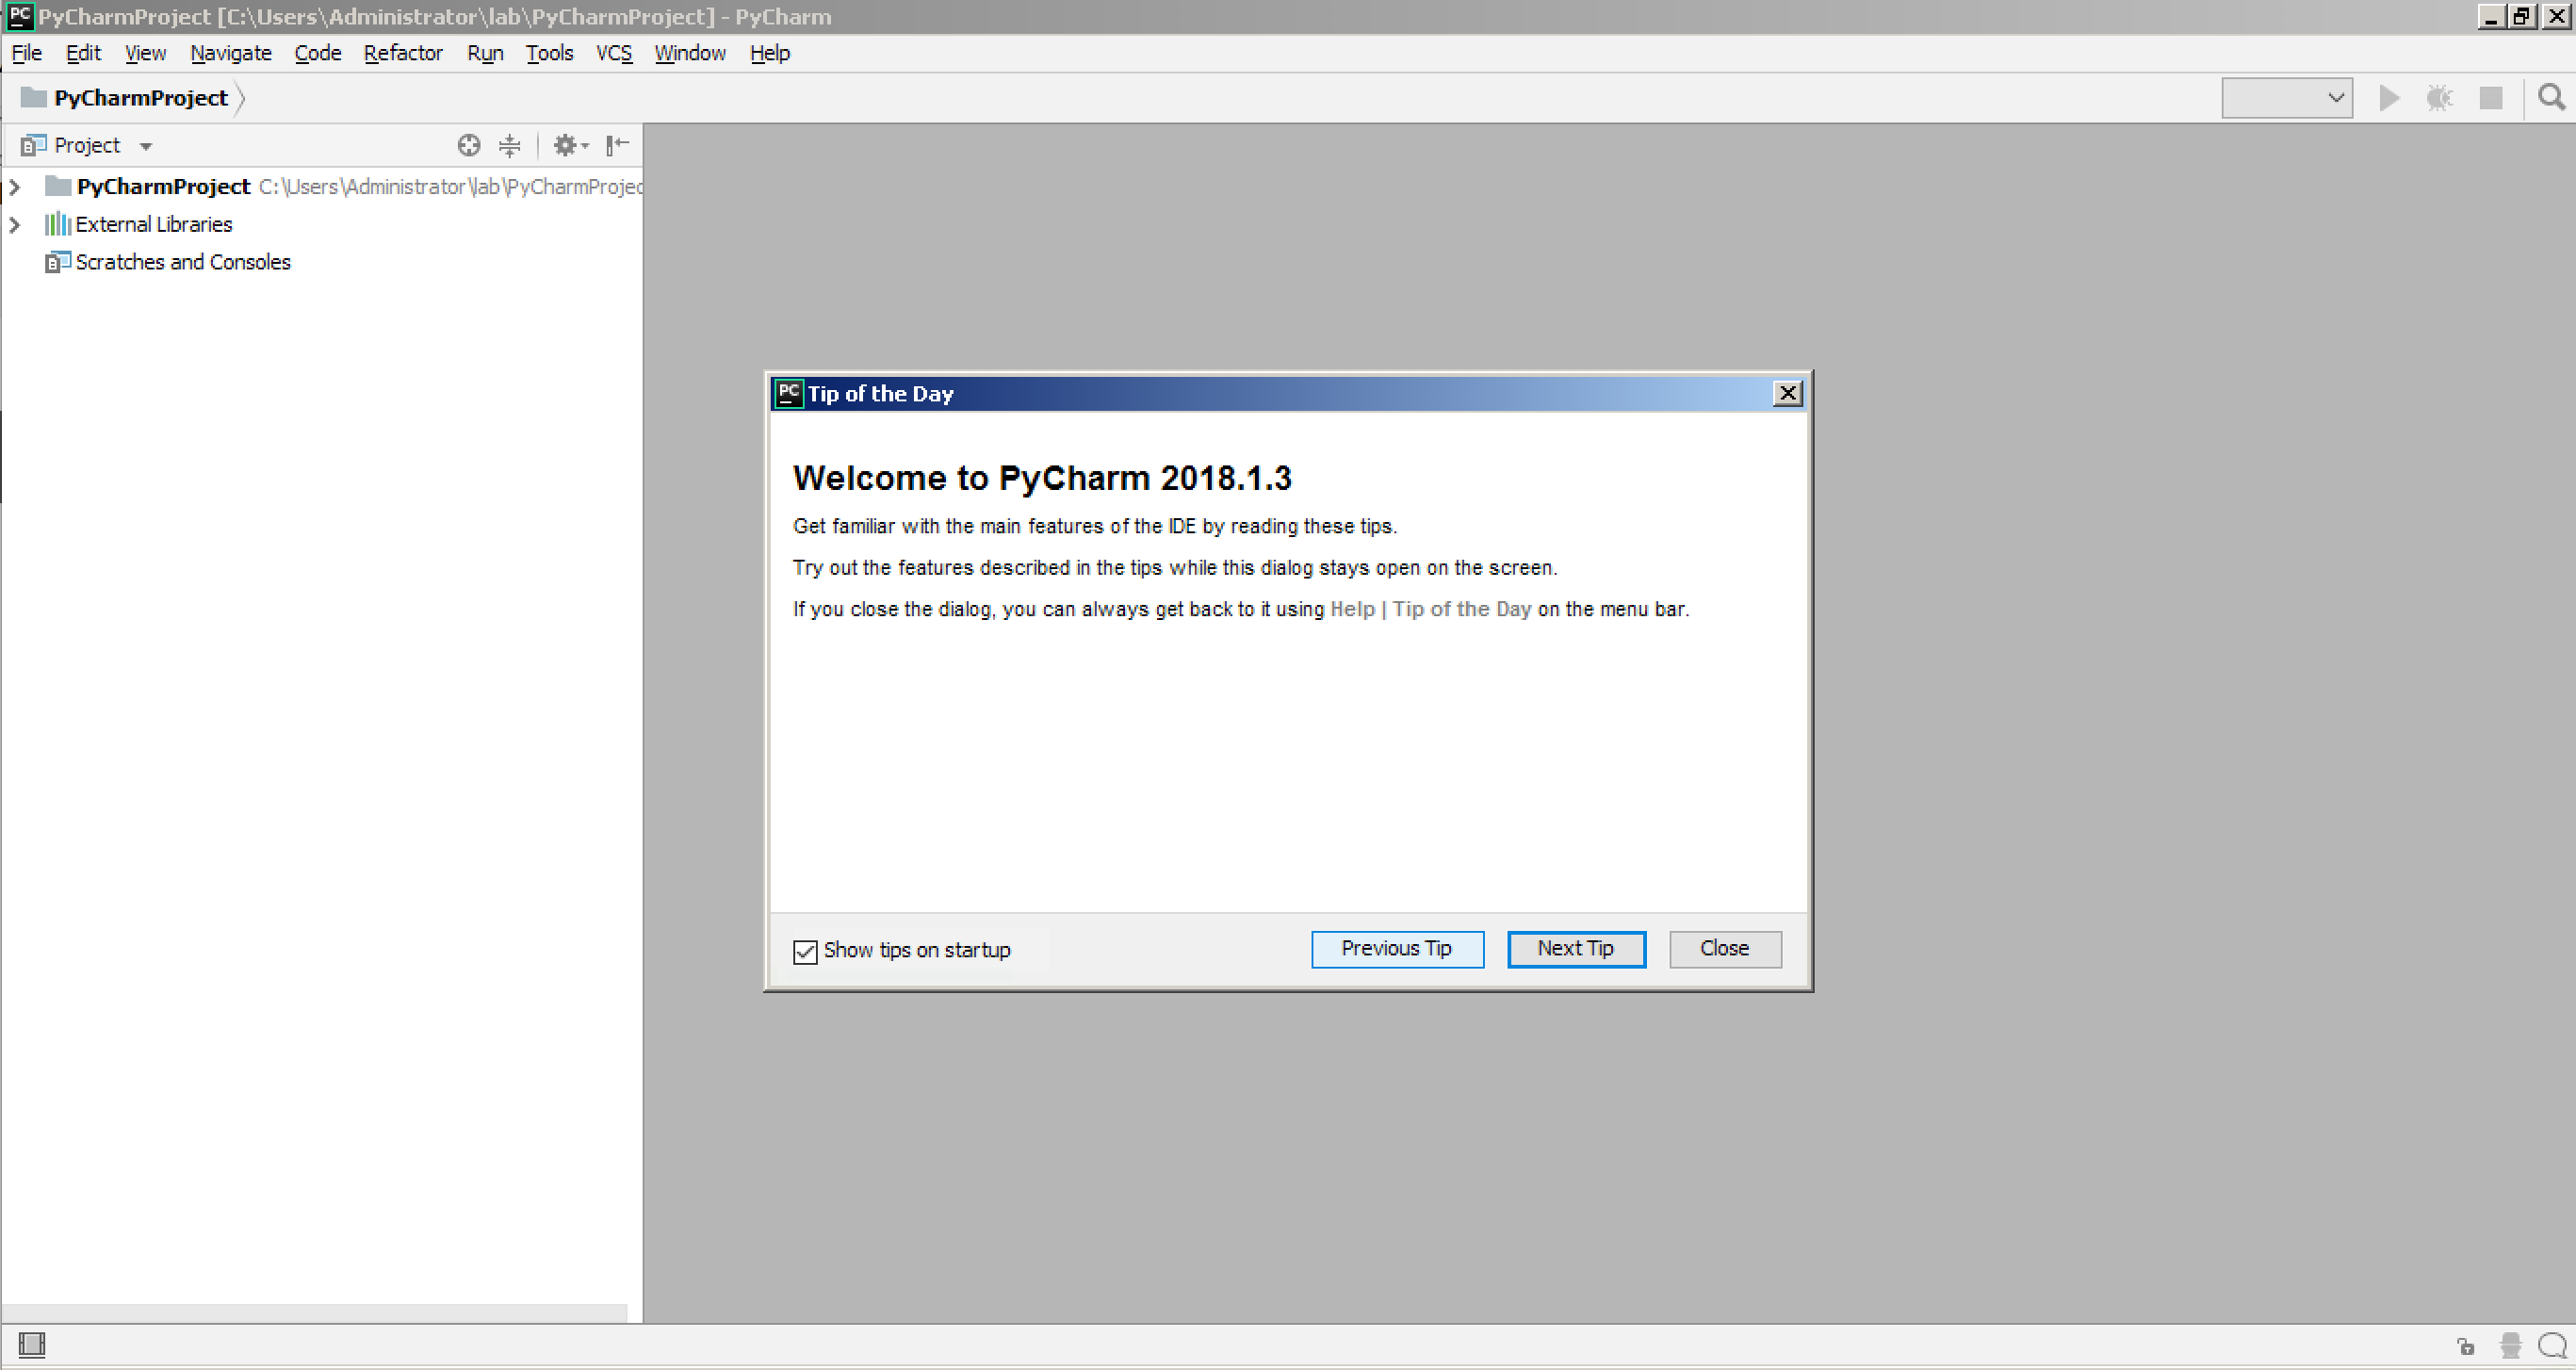 PyCharmProject [C:\Users\Administrator\lab\PyCharmProject] - PyCharm
File Edit View Navigate Code Refactor Run Tools VCS Window Help
PyCharmProject
Project
PyCharmProject C:\Users\Administrator\lab\PyCharmProjec
External Libraries
Scratches and Consoles
PC Tip of the Day
Welcome to PyCharm 2018.1.3
Get familiar with the main features of the IDE by reading these tips.
Try out the features described in the tips while this dialog stays open on the screen.
If you close the dialog, you can always get back to it using Help | Tip of the Day on the menu bar.
Show tips on startup Previous Tip Next Tip Close